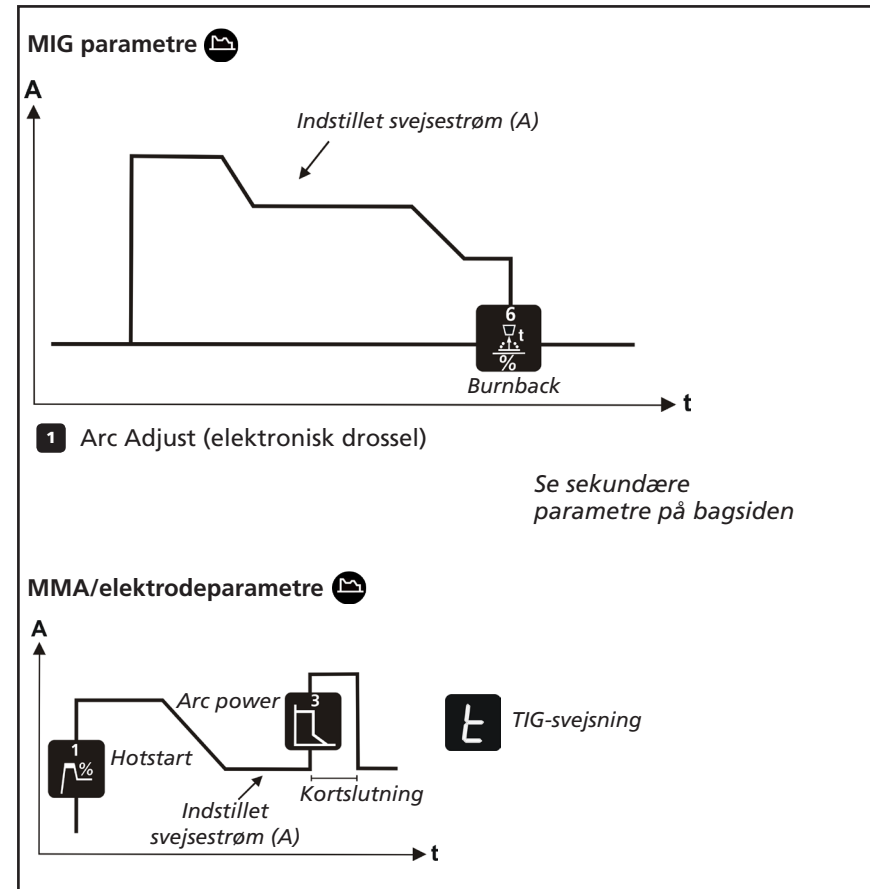 MIG parametre
A
Indstillet svejsestrøm (A)
6
t
%
Burnback
t
1 Arc Adjust (elektronisk drossel)
Se sekundære
parametre på bagsiden
MMA/elektrodeparametre
A
Arc power
3
t TIG-svejsning
1
%
Hotstart
Kortslutning
Indstillet
svejsestrøm (A)
t